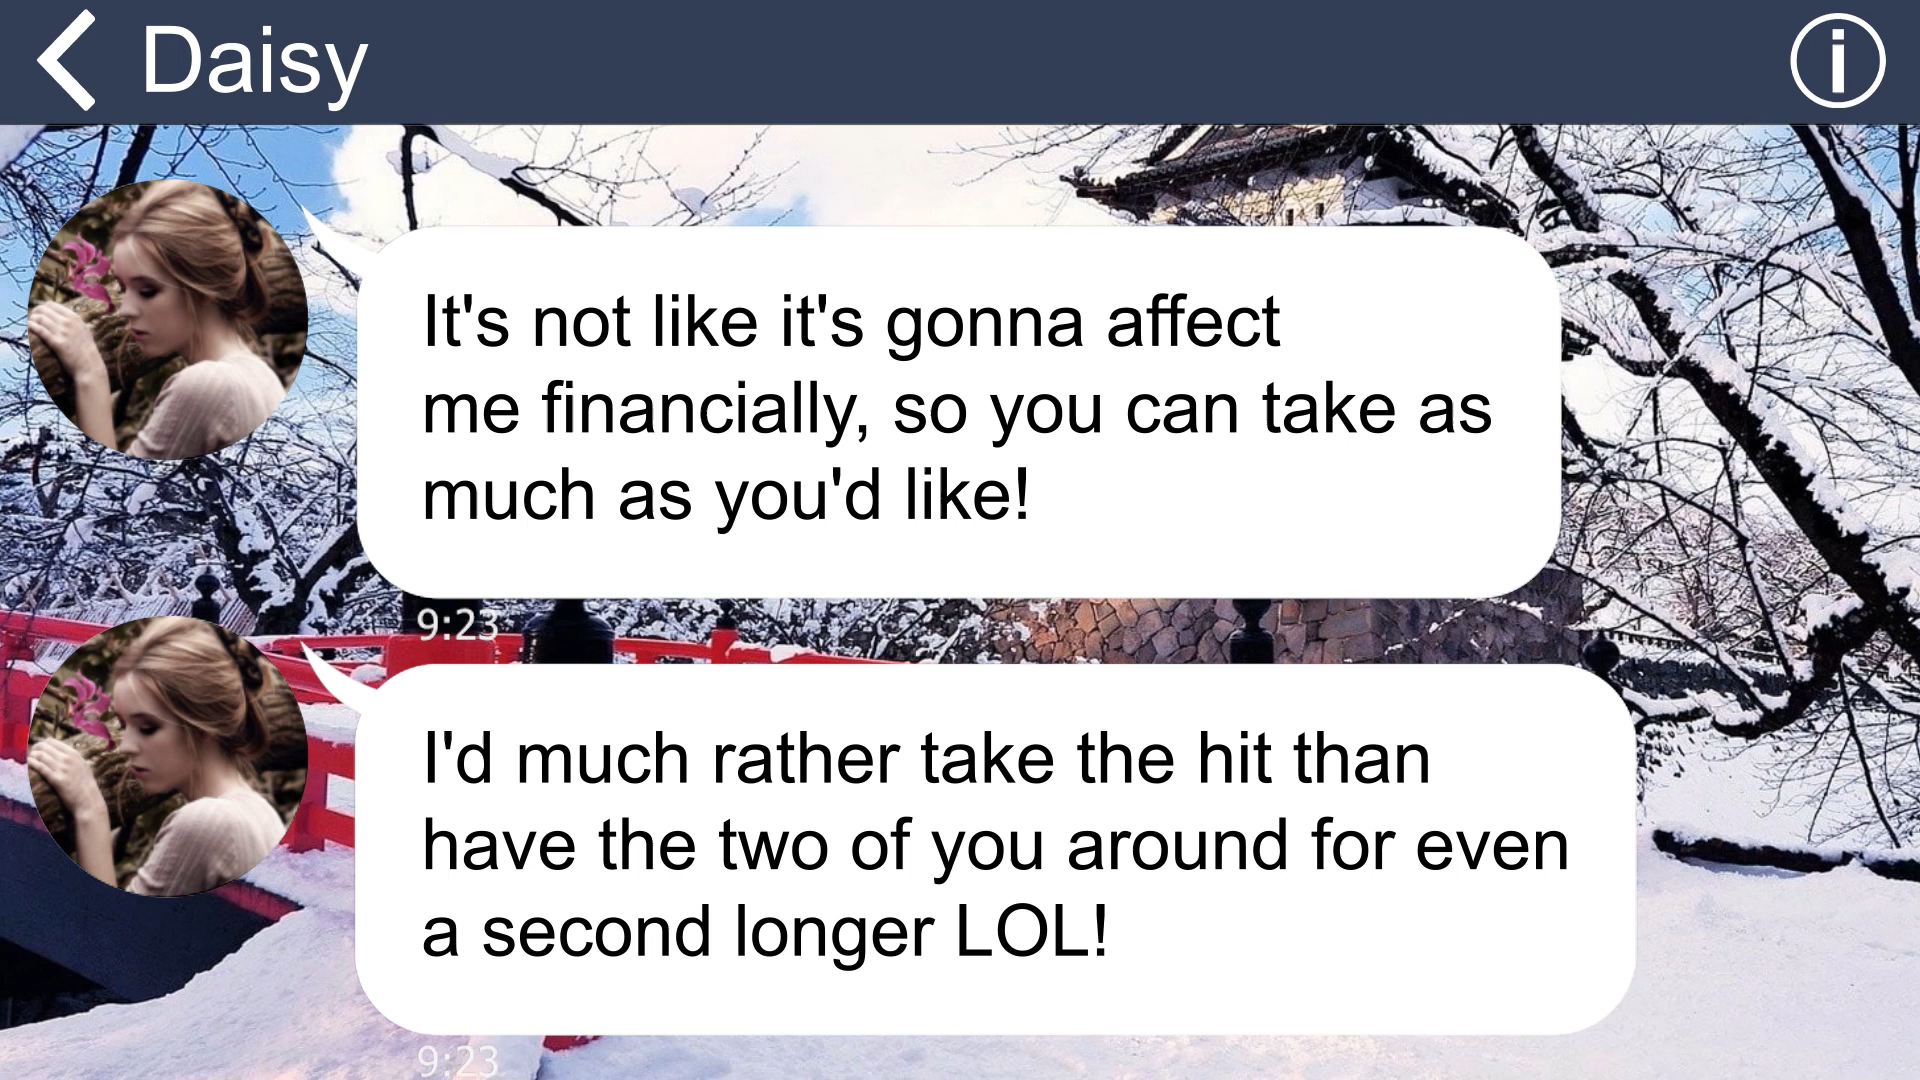 Daisy
It's not like it's gonna affect
me financially, so you can take as
much as you'd like!
9:23
I'd much rather take the hit than
have the two of you around for even
a second longer LOL!
9:23